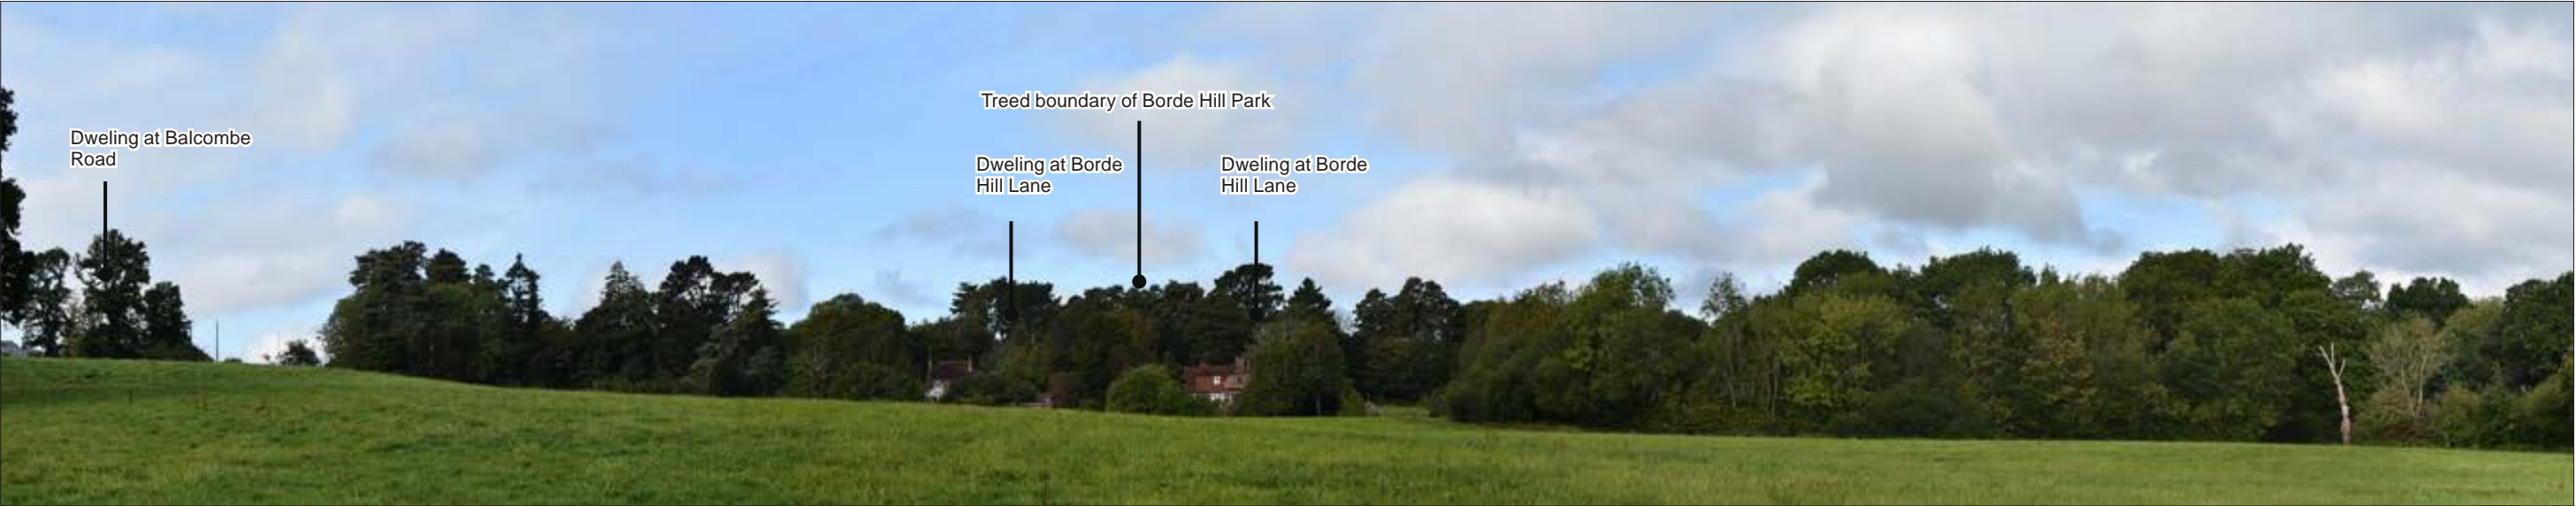 Treed boundary of Borde Hill Park
Dweling at Balcombe
Road
Dweling at Borde
Hill Lane
Dweling at Borde
Hill Lane